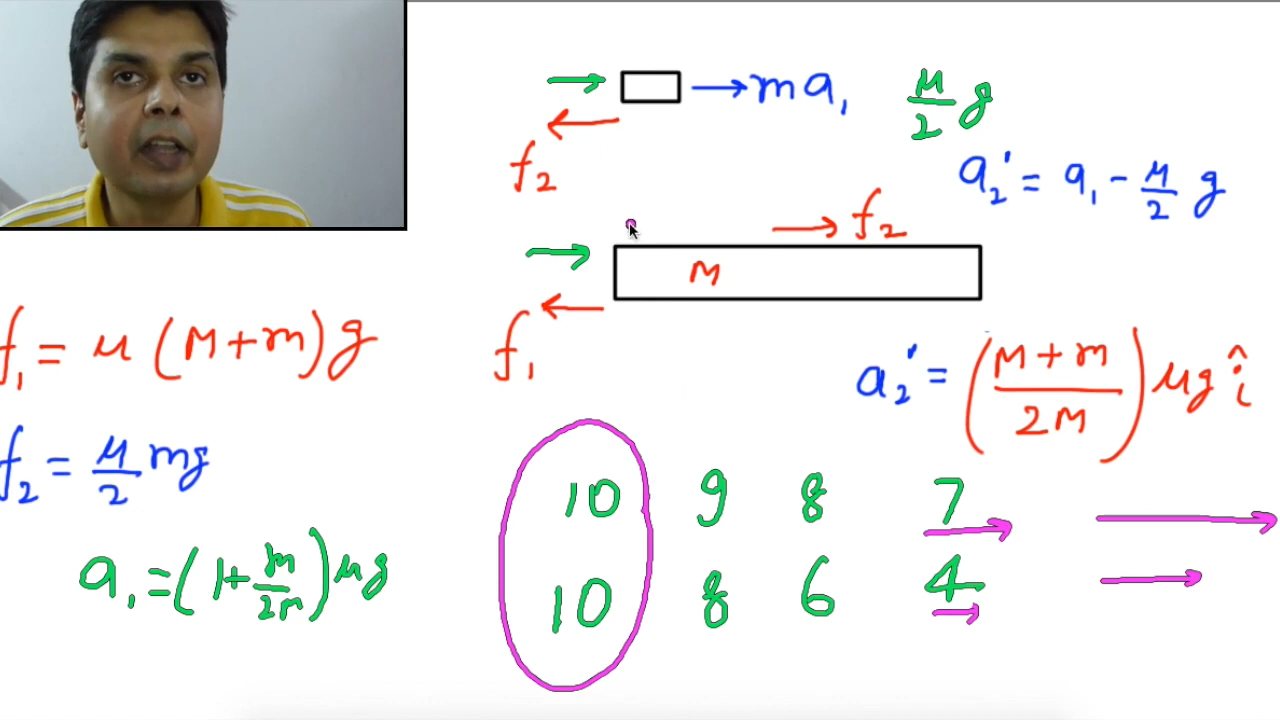 m a₁
μ/2 g
f₂
a₂' = a₁ - μ/2 g
f₂
M
f₁ = μ (M+m) g
f₁
a₂' = ((M+m)/2M) μg î
f₂ = μ/2 mg
10 9 8 7
a₁ = (1 + m/2M) μg
10 8 6 4